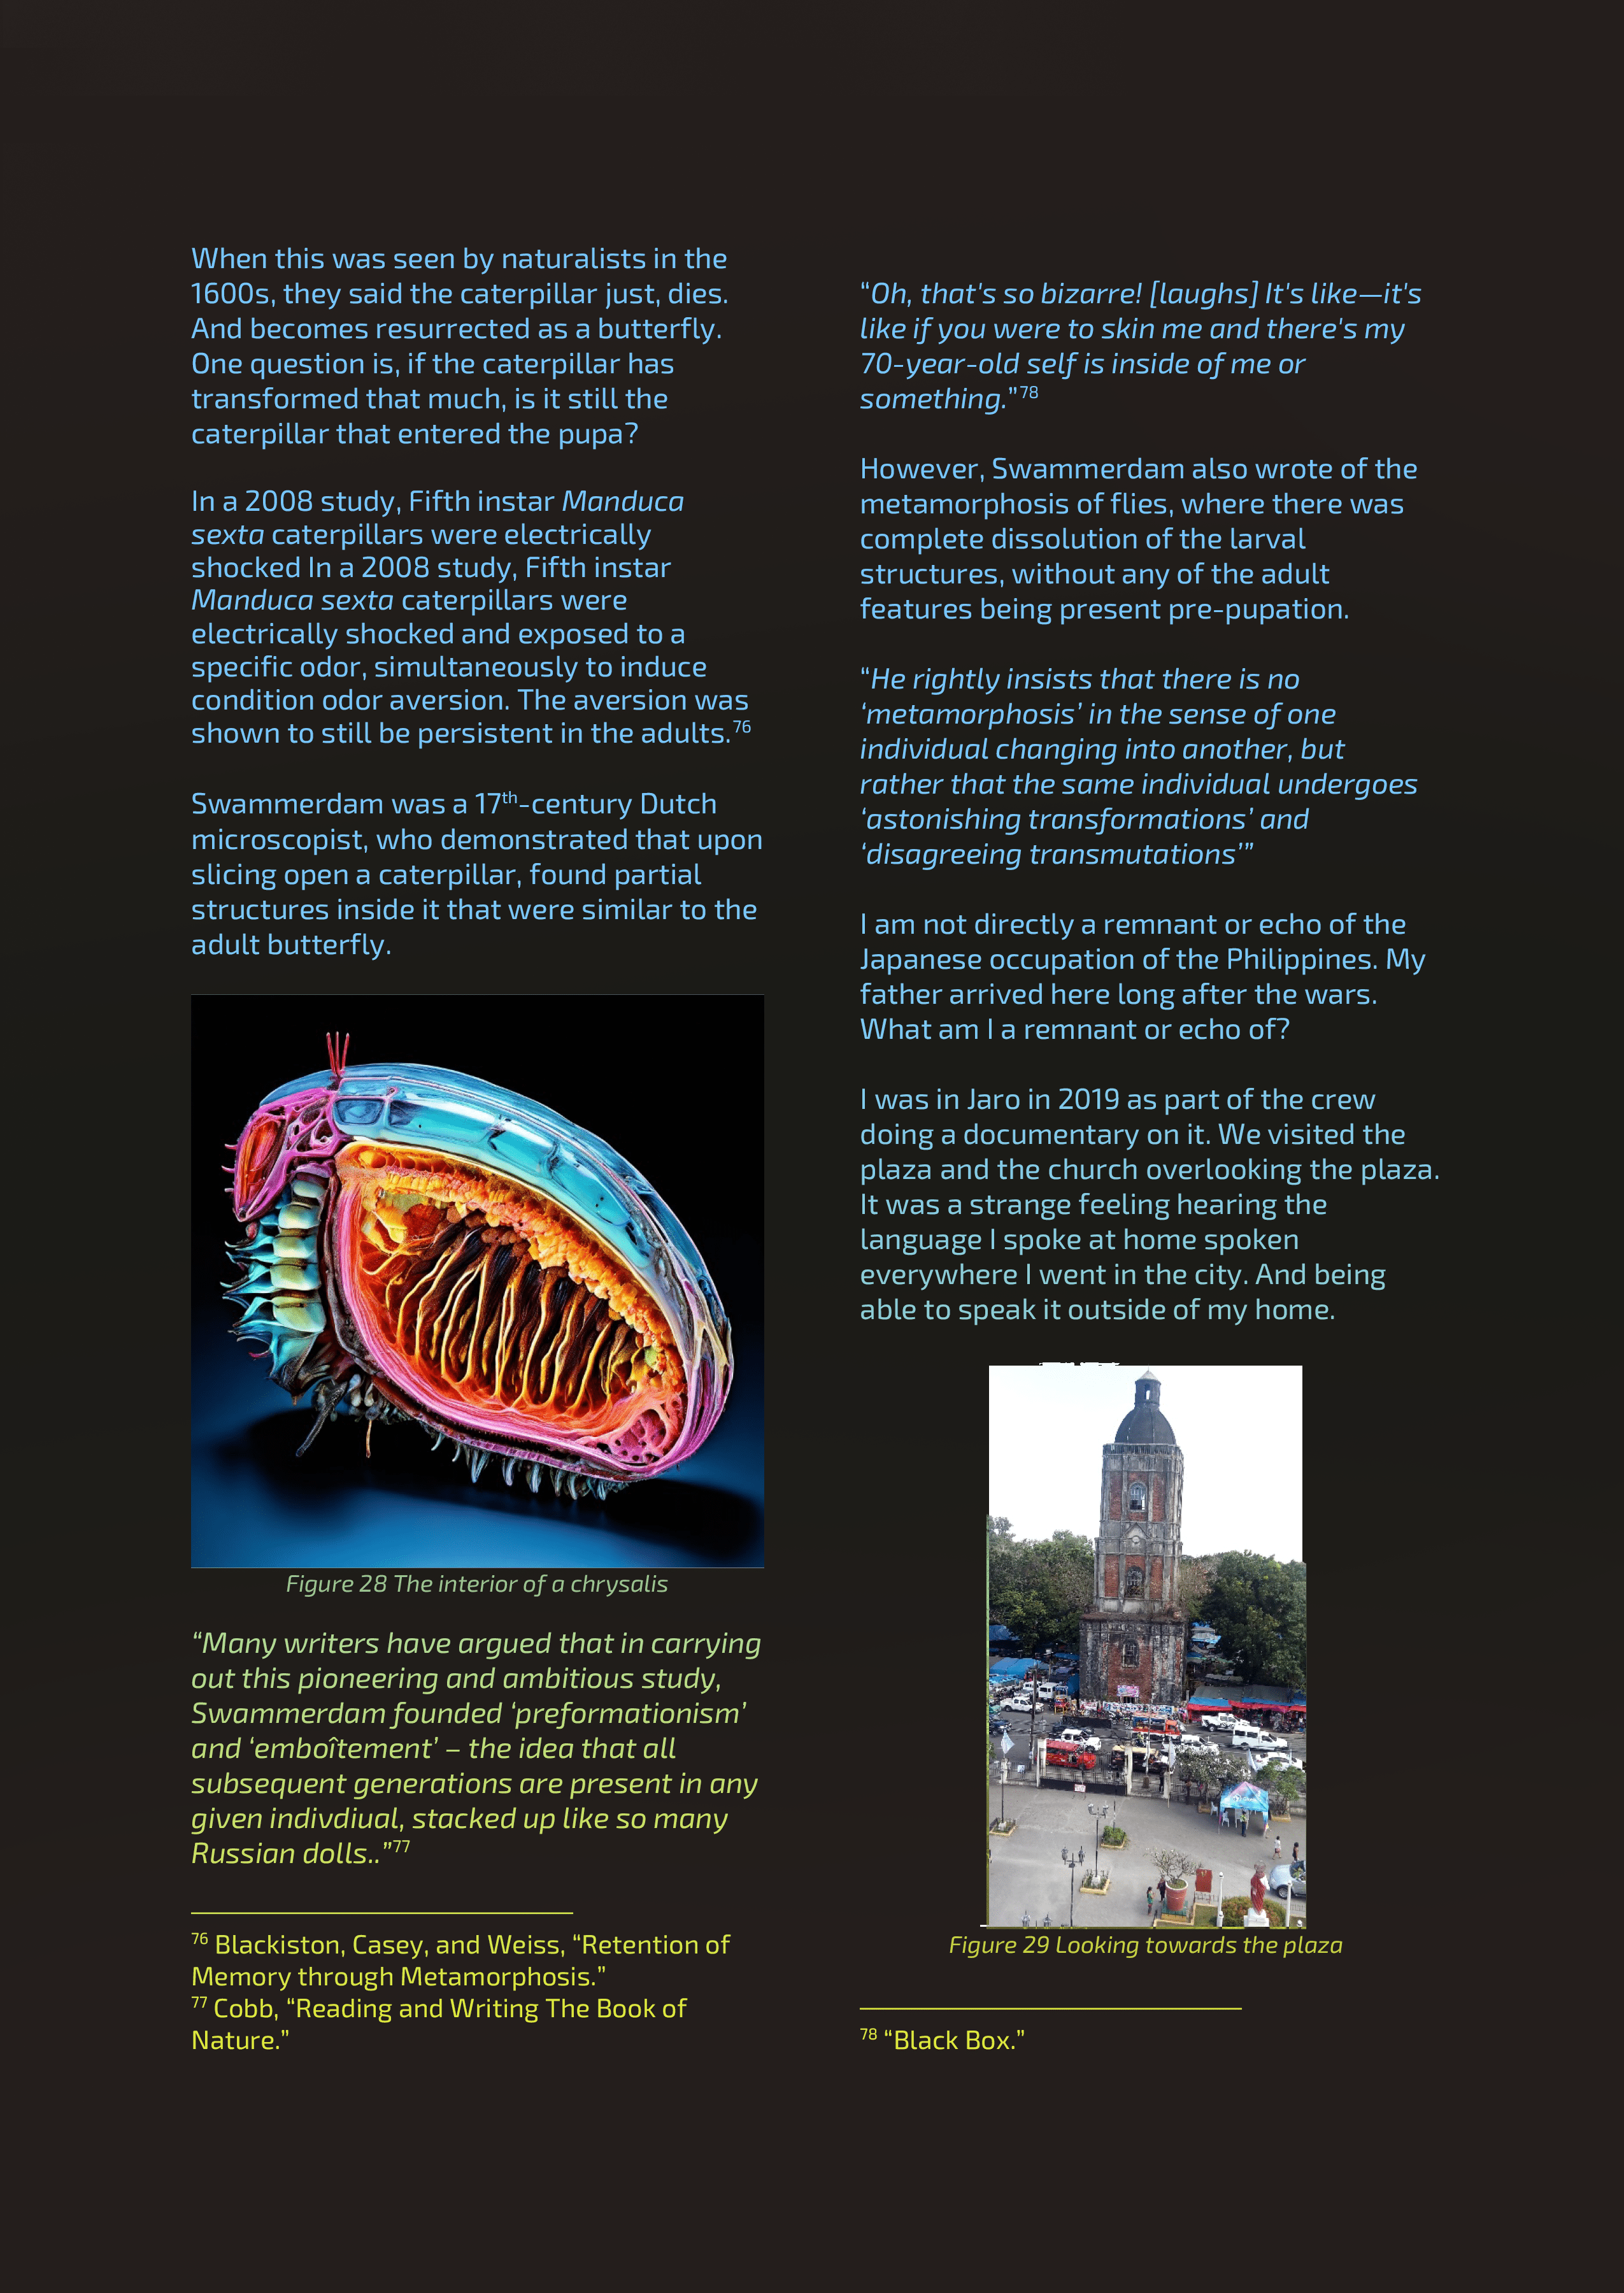 When this was seen by naturalists in the
1600s, they said the caterpillar just, dies.
And becomes resurrected as a butterfly.
One question is, if the caterpillar has
transformed that much, is it still the
caterpillar that entered the pupa?
In a 2008 study, Fifth instar Manduca
sexta caterpillars were electrically
shocked In a 2008 study, Fifth instar
Manduca sexta caterpillars were
electrically shocked and exposed to a
specific odor, simultaneously to induce
condition odor aversion. The aversion was
shown to still be persistent in the adults.76
Swammerdam was a 17th-century Dutch
microscopist, who demonstrated that upon
slicing open a caterpillar, found partial
structures inside it that were similar to the
adult butterfly.
Figure 28 The interior of a chrysalis
“Many writers have argued that in carrying
out this pioneering and ambitious study,
Swammerdam founded ‘preformationism’
and ‘emboîtement’ – the idea that all
subsequent generations are present in any
given indivdiual, stacked up like so many
Russian dolls..”77
76 Blackiston, Casey, and Weiss, “Retention of
Memory through Metamorphosis.”
77 Cobb, “Reading and Writing The Book of
Nature.”
“Oh, that's so bizarre! [laughs] It's like—it's
like if you were to skin me and there's my
70-year-old self is inside of me or
something.”78
However, Swammerdam also wrote of the
metamorphosis of flies, where there was
complete dissolution of the larval
structures, without any of the adult
features being present pre-pupation.
“He rightly insists that there is no
‘metamorphosis’ in the sense of one
individual changing into another, but
rather that the same individual undergoes
‘astonishing transformations’ and
‘disagreeing transmutations’”
I am not directly a remnant or echo of the
Japanese occupation of the Philippines. My
father arrived here long after the wars.
What am I a remnant or echo of?
I was in Jaro in 2019 as part of the crew
doing a documentary on it. We visited the
plaza and the church overlooking the plaza.
It was a strange feeling hearing the
language I spoke at home spoken
everywhere I went in the city. And being
able to speak it outside of my home.
Figure 29 Looking towards the plaza
78 “Black Box.”